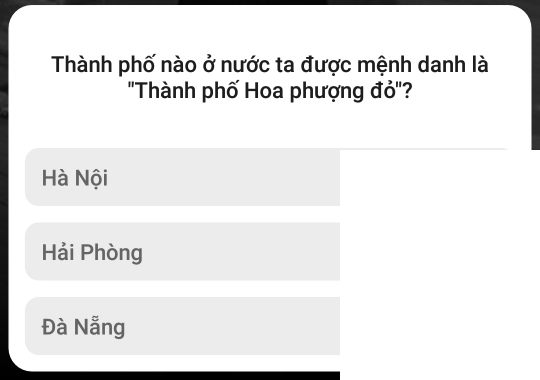 Thành phố nào ở nước ta được mệnh danh là
"Thành phố Hoa phượng đỏ"?
Hà Nội
Hải Phòng
Đà Nẵng